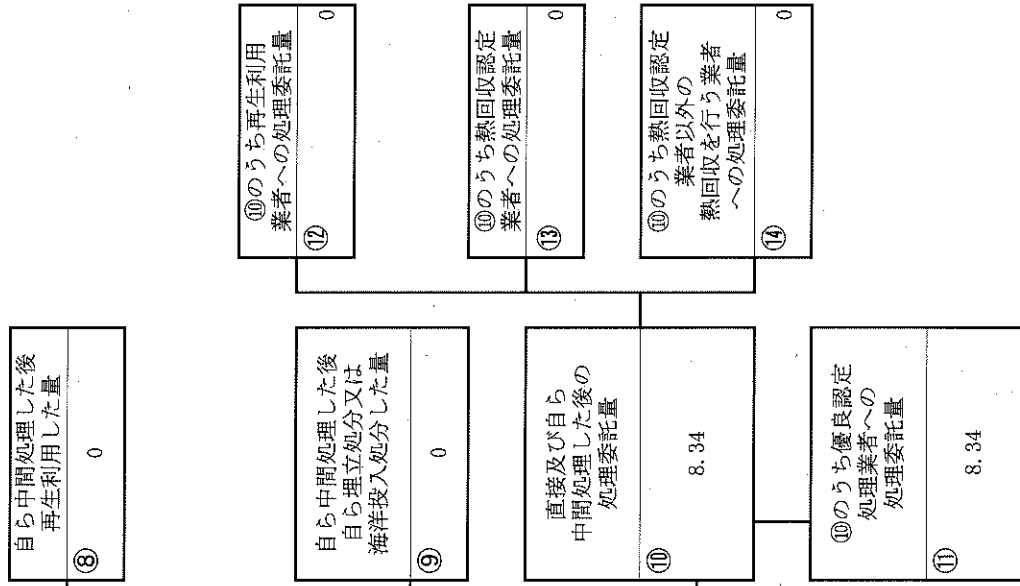 自ら中間処理した後
再生利用した量
⑧
0
自ら中間処理した後
自ら埋立処分又は
海洋投入処分した量
⑨
0
直接及び自ら
中間処理した後の
処理委託量
⑩
8.34
⑩のうち優良認定
処理業者への
処理委託量
⑪
8.34
⑩のうち再生利用
業者への処理委託量
⑫
0
⑩のうち熱回収認定
業者への処理委託量
⑬
0
⑩のうち熱回収認定
業者以外の
熱回収を行う業者
への処理委託量
⑭
0